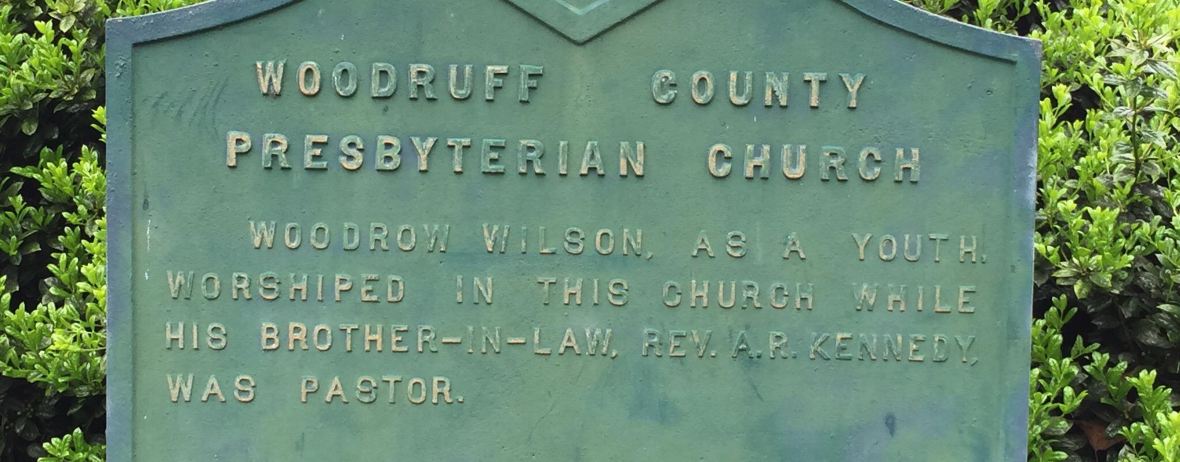 WOODRUFF COUNTY
PRESBYTERIAN CHURCH
WOODROW WILSON, AS A YOUTH,
WORSHIPED IN THIS CHURCH WHILE
HIS BROTHER-IN-LAW, REV. A.R. KENNEDY,
WAS PASTOR.